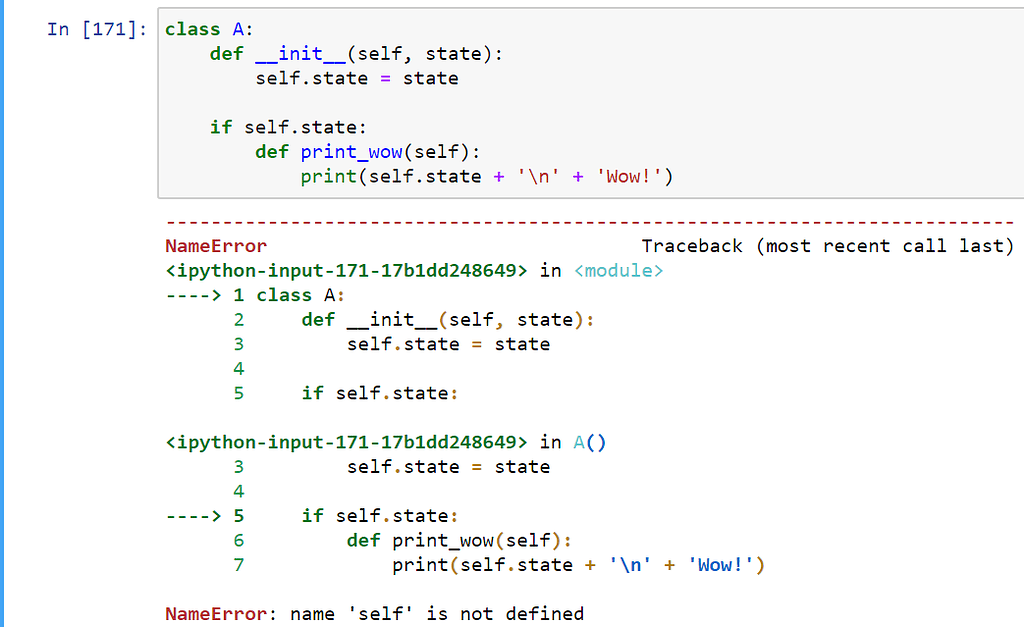 In [171]: class A:
    def __init__(self, state):
        self.state = state

    if self.state:
        def print_wow(self):
            print(self.state + '\n' + 'Wow!')
---------------------------------------------------------------------------
NameError                                 Traceback (most recent call last)
<ipython-input-171-17b1dd248649> in <module>
----> 1 class A:
      2     def __init__(self, state):
      3         self.state = state
      4
      5     if self.state:

<ipython-input-171-17b1dd248649> in A()
      3         self.state = state
      4
----> 5     if self.state:
      6         def print_wow(self):
      7             print(self.state + '\n' + 'Wow!')

NameError: name 'self' is not defined